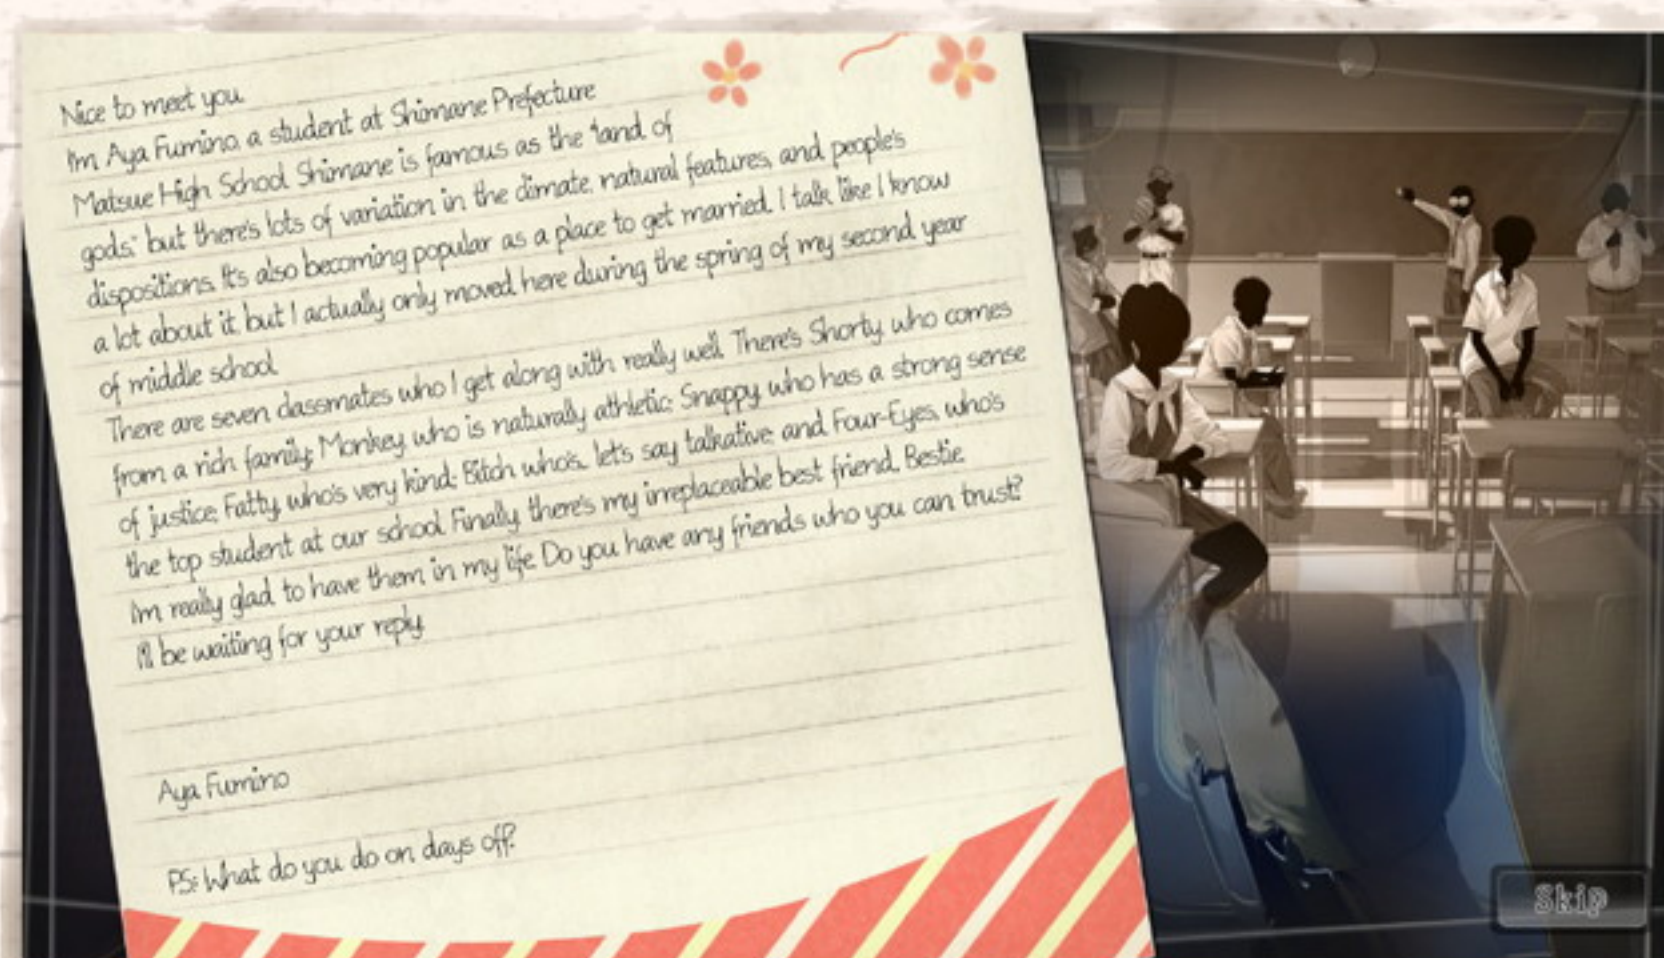 Nice to meet you.
I'm Aya Fumino, a student at Shimane Prefecture
Matsue High School. Shimane is famous as the "land of
gods," but there's lots of variation in the climate, natural features, and people's
dispositions. It's also becoming popular as a place to get married. I talk like I know
a lot about it, but I actually only moved here during the spring of my second year
of middle school.
There are seven classmates who I get along with really well. There's Shorty, who comes
from a rich family; Monkey, who is naturally athletic; Snappy, who has a strong sense
of justice; Fatty, who's very kind; Bitch who's, let's say talkative; and Four-Eyes, who's
the top student at our school. Finally, there's my irreplaceable best friend, Bestie.
I'm really glad to have them in my life. Do you have any friends who you can trust?
I'll be waiting for your reply.
Aya Fumino
PS: What do you do on days off?
Skip